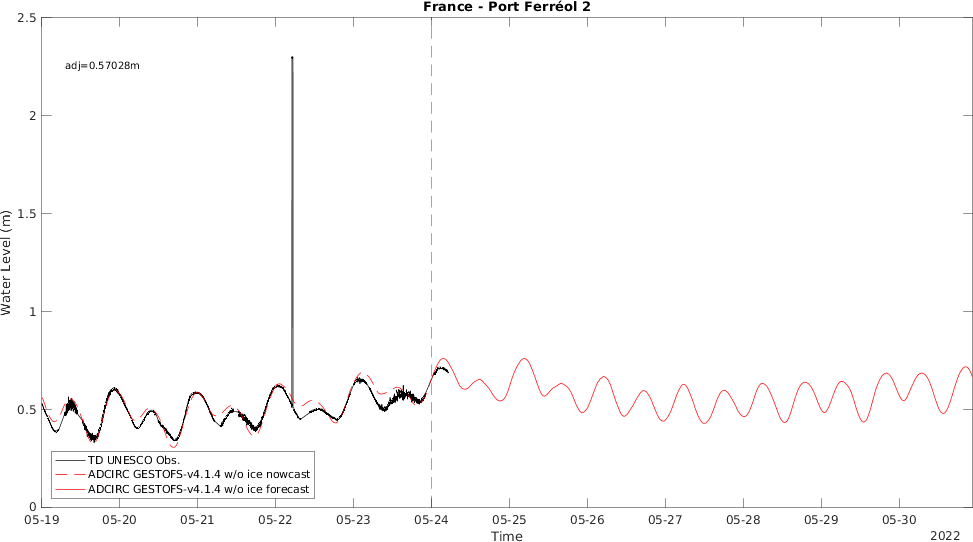 France - Port Ferréol 2
adj=0.57028m
Water Level (m)
2.5
2
1.5
1
0.5
0
TD UNESCO Obs.
ADCIRC GESTOFS-v4.1.4 w/o ice nowcast
ADCIRC GESTOFS-v4.1.4 w/o ice forecast
05-19 05-20 05-21 05-22 05-23 05-24 05-25 05-26 05-27 05-28 05-29 05-30
Time
2022